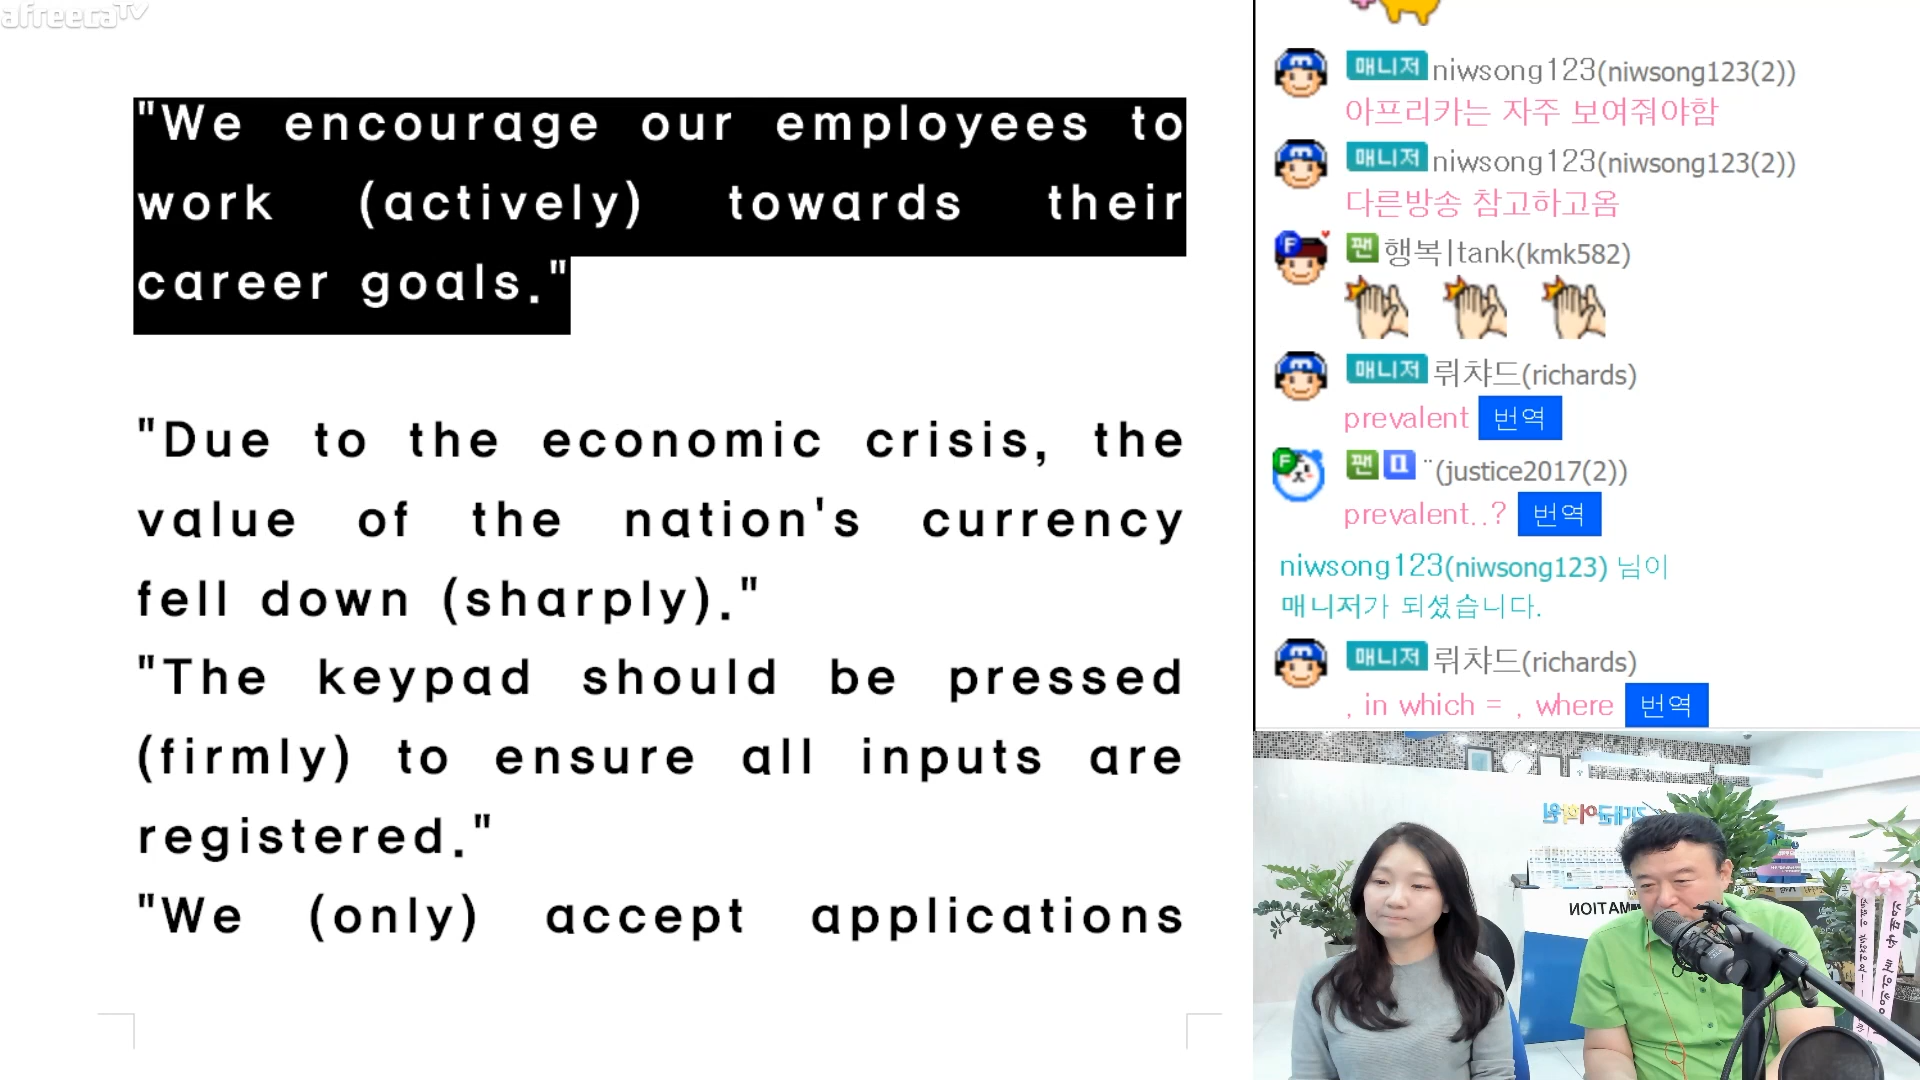 afreecaTV
"We encourage our employees to
work (actively) towards their
career goals."
"Due to the economic crisis, the
value of the nation's currency
fell down (sharply)."
"The keypad should be pressed
(firmly) to ensure all inputs are
registered."
"We (only) accept applications
매니저 niwsong123(niwsong123(2))
아프리카는 자주 보여줘야함
매니저 niwsong123(niwsong123(2))
다른방송 참고하고옴
F 팬 행복|tank(kmk582)
매니저 뤄챠드(richards)
prevalent 번역
F 팬 ¨(justice2017(2))
prevalent..? 번역
niwsong123(niwsong123) 님이
매니저가 되셨습니다.
매니저 뤄챠드(richards)
, in which = , where 번역